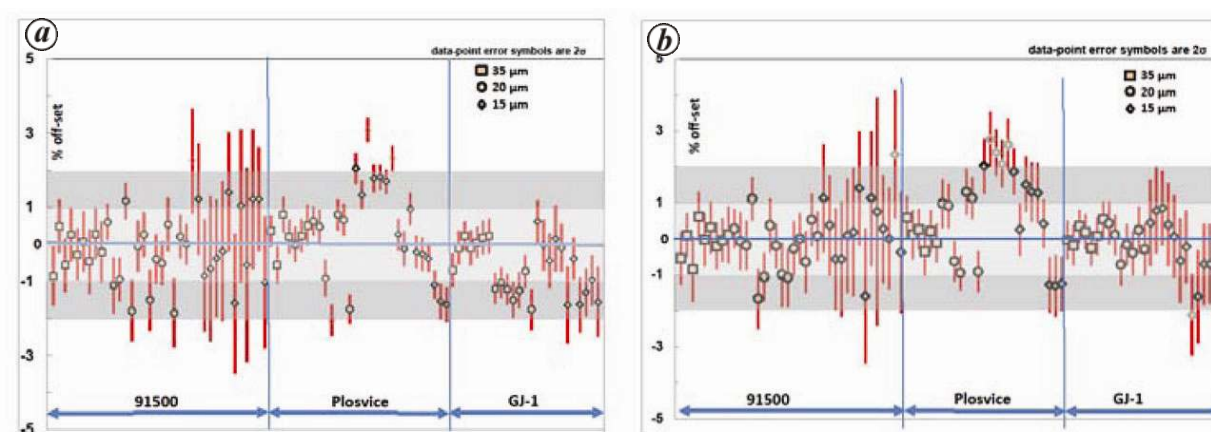 a
data-point error symbols are 2σ
35 µm
20 µm
15 µm
% off-set
5
3
1
0
-1
-3
-5
91500
Plosvice
GJ-1
b
data-point error symbols are 2σ
35 µm
20 µm
15 µm
% off-set
5
3
1
0
-1
-3
-5
91500
Plosvice
GJ-1